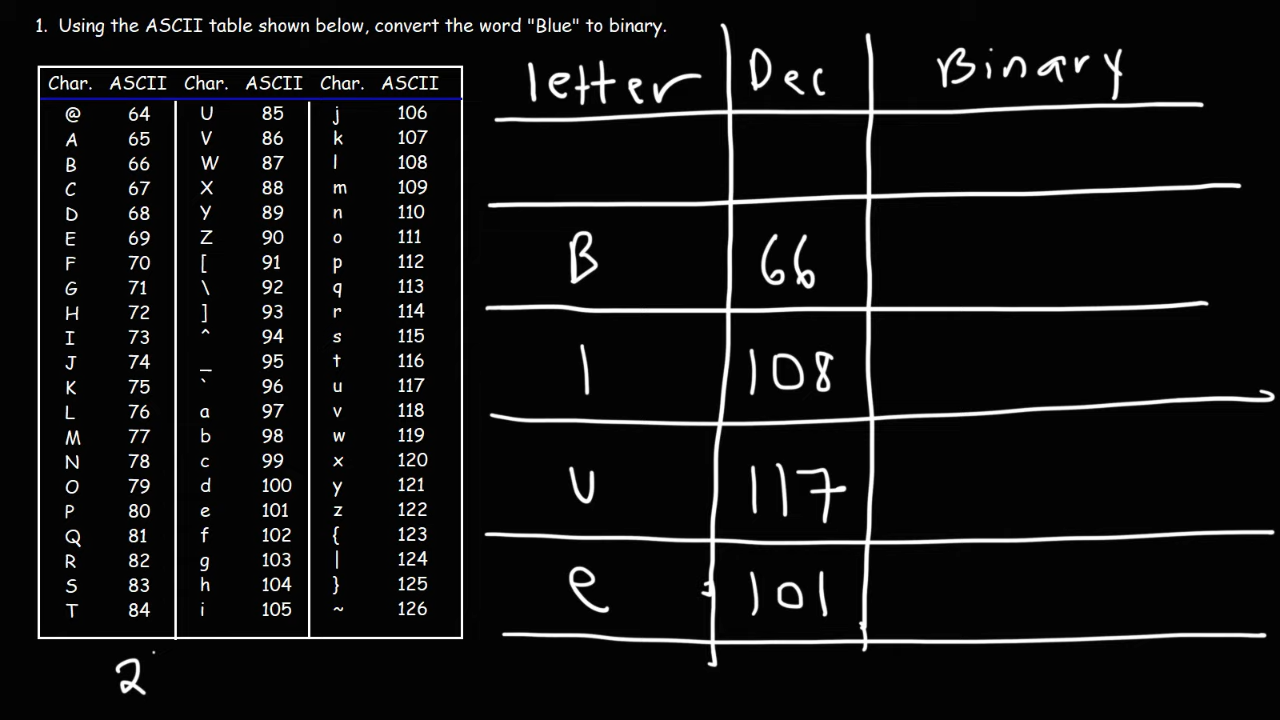 1. Using the ASCII table shown below, convert the word "Blue" to binary.
Char. ASCII Char. ASCII Char. ASCII
@ 64 U 85 j 106
A 65 V 86 k 107
B 66 W 87 l 108
C 67 X 88 m 109
D 68 Y 89 n 110
E 69 Z 90 o 111
F 70 [ 91 p 112
G 71 \ 92 q 113
H 72 ] 93 r 114
I 73 ^ 94 s 115
J 74 _ 95 t 116
K 75 ` 96 u 117
L 76 a 97 v 118
M 77 b 98 w 119
N 78 c 99 x 120
O 79 d 100 y 121
P 80 e 101 z 122
Q 81 f 102 { 123
R 82 g 103 | 124
S 83 h 104 } 125
T 84 i 105 ~ 126
letter Dec Binary
B 66
l 108
u 117
e 101
2